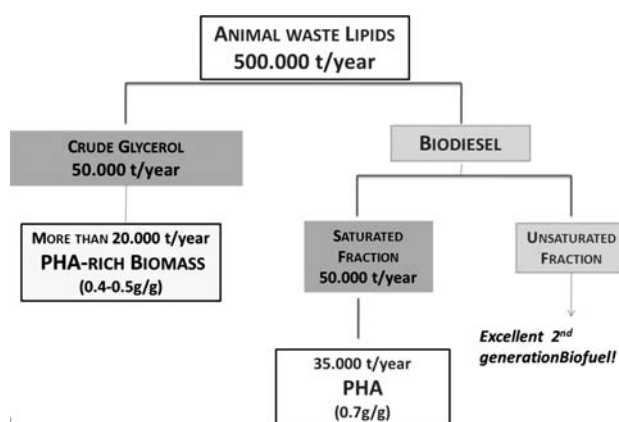 ANIMAL WASTE LIPIDS
500.000 t/year
CRUDE GLYCEROL
50.000 t/year
BIODIESEL
MORE THAN 20.000 t/year
PHA-RICH BIOMASS
(0.4-0.5g/g)
SATURATED
FRACTION
50.000 t/year
UNSATURATED
FRACTION
Excellent 2nd
generationBiofuel!
35.000 t/year
PHA
(0.7g/g)